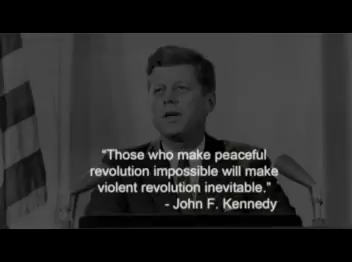 “Those who make peaceful
revolution impossible will make
violent revolution inevitable.”
- John F. Kennedy